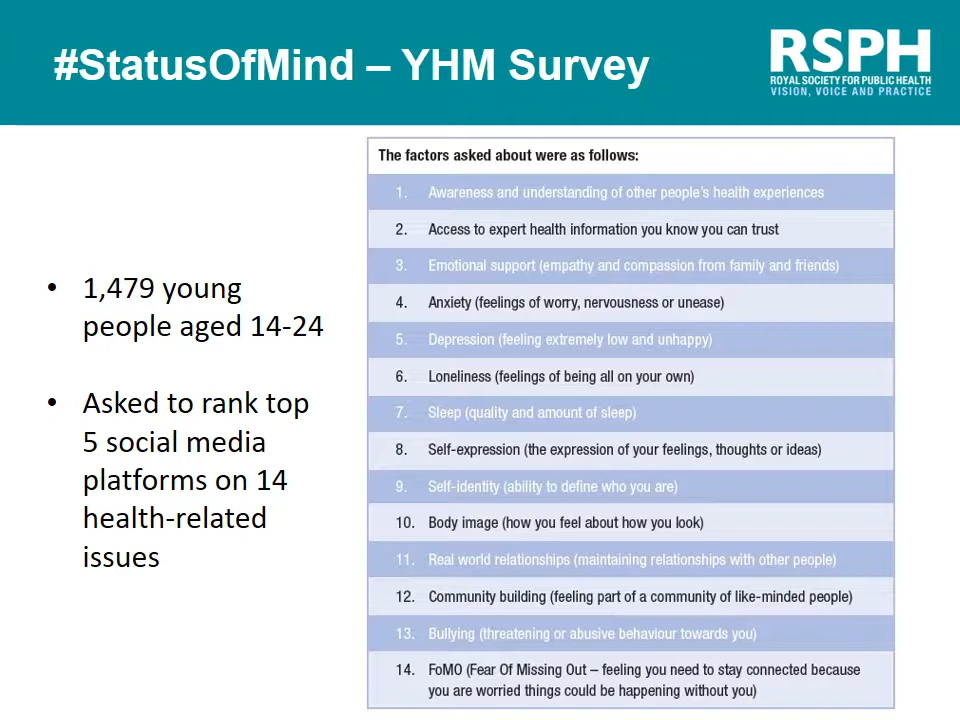 #StatusOfMind – YHM Survey
RSPH
ROYAL SOCIETY FOR PUBLIC HEALTH
VISION, VOICE AND PRACTICE
• 1,479 young
people aged 14-24
• Asked to rank top
5 social media
platforms on 14
health-related
issues
The factors asked about were as follows:
1. Awareness and understanding of other people's health experiences
2. Access to expert health information you know you can trust
3. Emotional support (empathy and compassion from family and friends)
4. Anxiety (feelings of worry, nervousness or unease)
5. Depression (feeling extremely low and unhappy)
6. Loneliness (feelings of being all on your own)
7. Sleep (quality and amount of sleep)
8. Self-expression (the expression of your feelings, thoughts or ideas)
9. Self-identity (ability to define who you are)
10. Body image (how you feel about how you look)
11. Real world relationships (maintaining relationships with other people)
12. Community building (feeling part of a community of like-minded people)
13. Bullying (threatening or abusive behaviour towards you)
14. FoMO (Fear Of Missing Out – feeling you need to stay connected because
you are worried things could be happening without you)